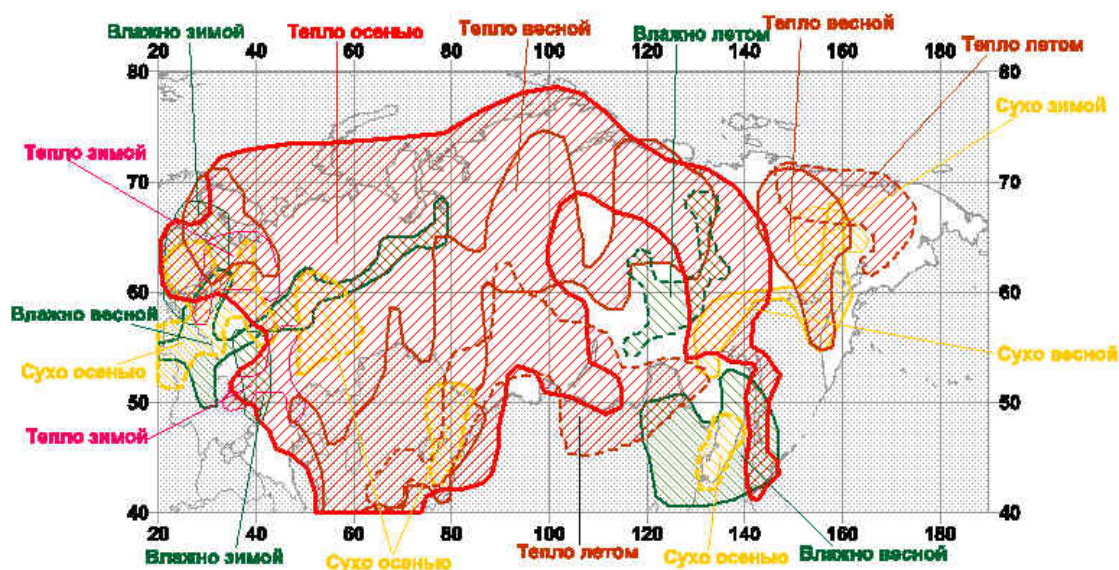 Влажно зимой Тепло осенью Тепло весной Влажно летом Тепло весной
Тепло летом
20 40 60 80 100 120 140 160 180
80 80
Сухо зимой
Тепло зимой
70 70
60 60
Влажно весной
Сухо осенью Сухо весной
50 50
Тепло зимой
40 40
20 40 60 80 100 120 140 160 180
Влажно зимой Сухо осенью Тепло летом Сухо осенью Влажно весной